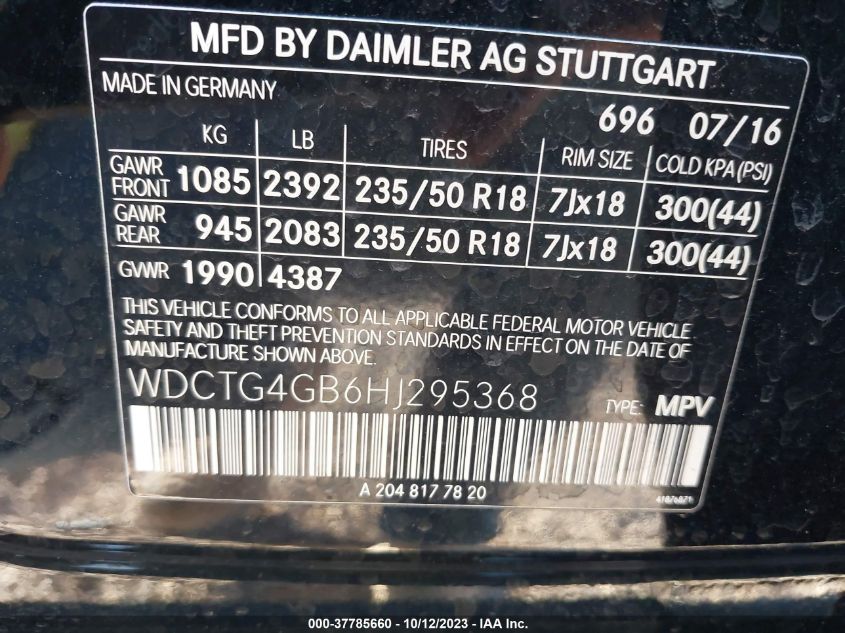 MFD BY DAIMLER AG STUTTGART
MADE IN GERMANY
696 07/16
KG LB TIRES RIM SIZE COLD KPA (PSI)
GAWR FRONT 1085 2392 235/50 R18 7Jx18 300(44)
GAWR REAR 945 2083 235/50 R18 7Jx18 300(44)
GVWR 1990 4387
THIS VEHICLE CONFORMS TO ALL APPLICABLE FEDERAL MOTOR VEHICLE
SAFETY AND THEFT PREVENTION STANDARDS IN EFFECT ON THE DATE OF
MANUFACTURE SHOWN ABOVE.
WDCTG4GB6HJ295368 TYPE: MPV
A 204 817 78 20 41876871
000-37785660 - 10/12/2023 - IAA Inc.